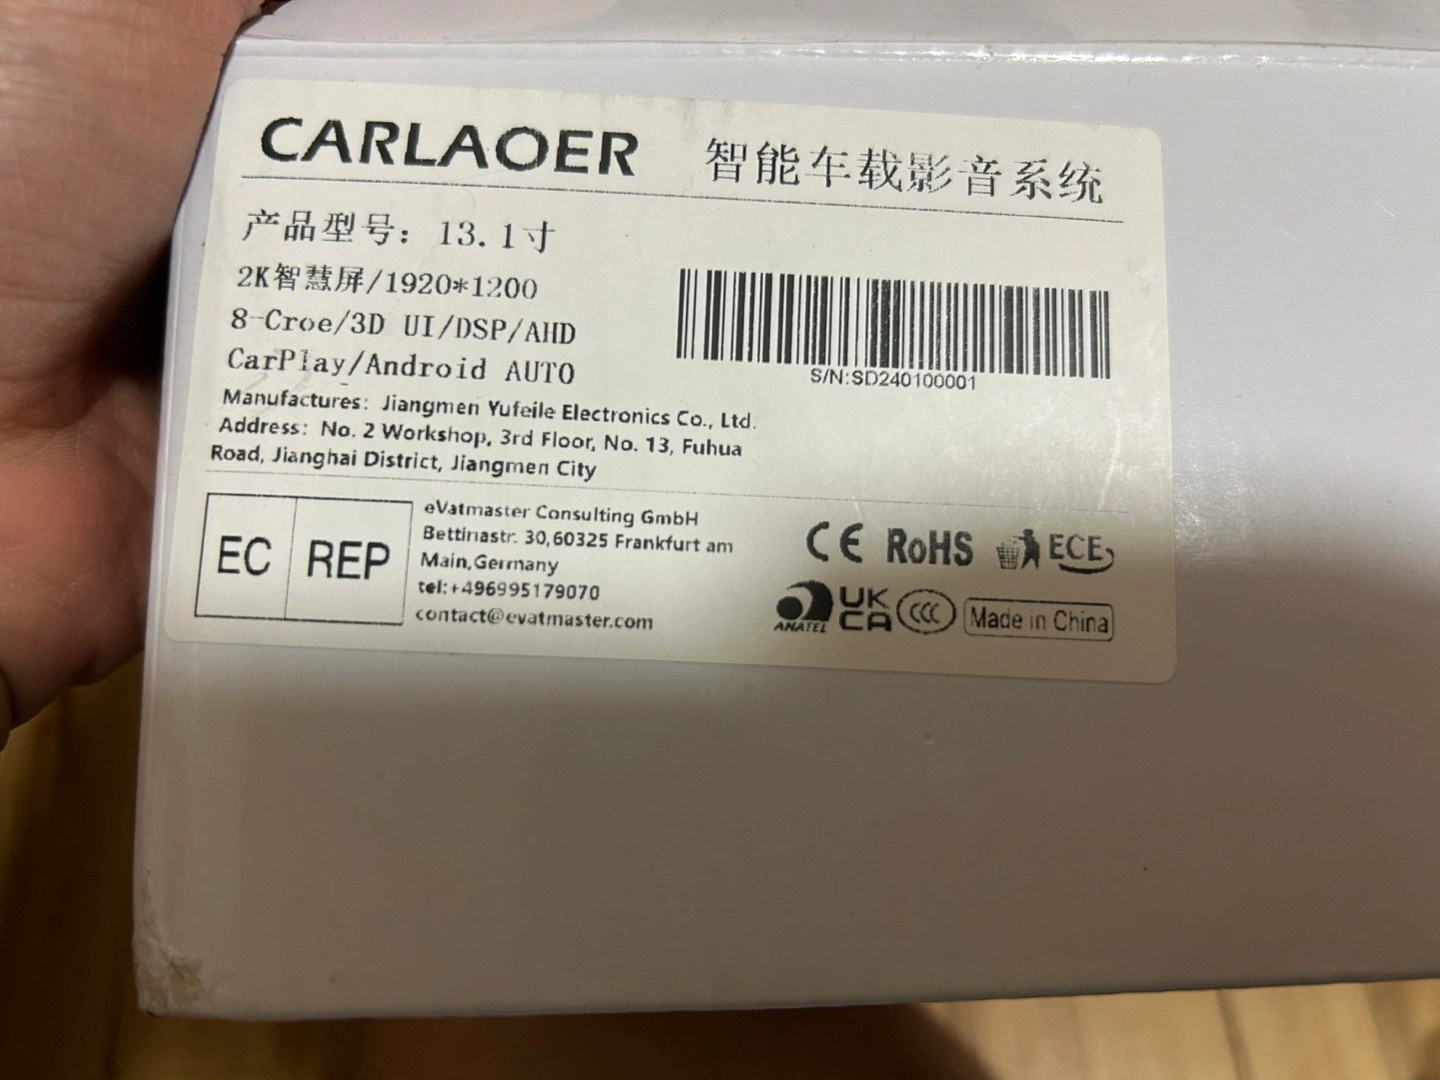 CARLAOER 智能车载影音系统
产品型号：13.1寸
2K智慧屏/1920*1200
8-Croe/3D UI/DSP/AHD
CarPlay/Android AUTO
S/N:SD240100001
Manufactures: Jiangmen Yufeile Electronics Co., Ltd.
Address: No. 2 Workshop, 3rd Floor, No. 13, Fuhua
Road, Jianghai District, Jiangmen City
EC REP
eVatmaster Consulting GmbH
Bettinastr. 30,60325 Frankfurt am
Main,Germany
tel:+496995179070
contact@evatmaster.com
CE RoHS ECE
ANATEL UK CA CCC Made in China